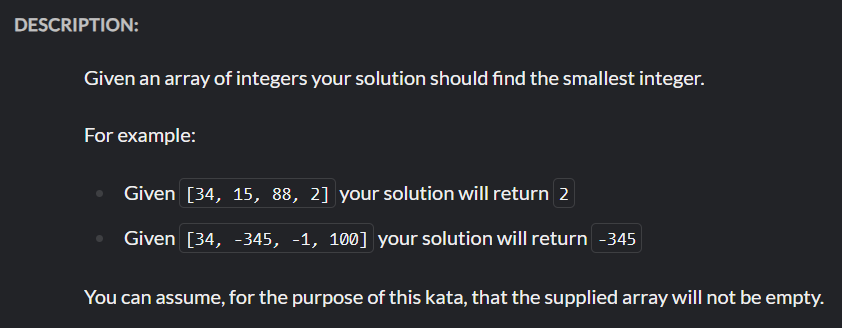 DESCRIPTION:
Given an array of integers your solution should find the smallest integer.
For example:
Given [34, 15, 88, 2] your solution will return 2
Given [34, -345, -1, 100] your solution will return -345
You can assume, for the purpose of this kata, that the supplied array will not be empty.